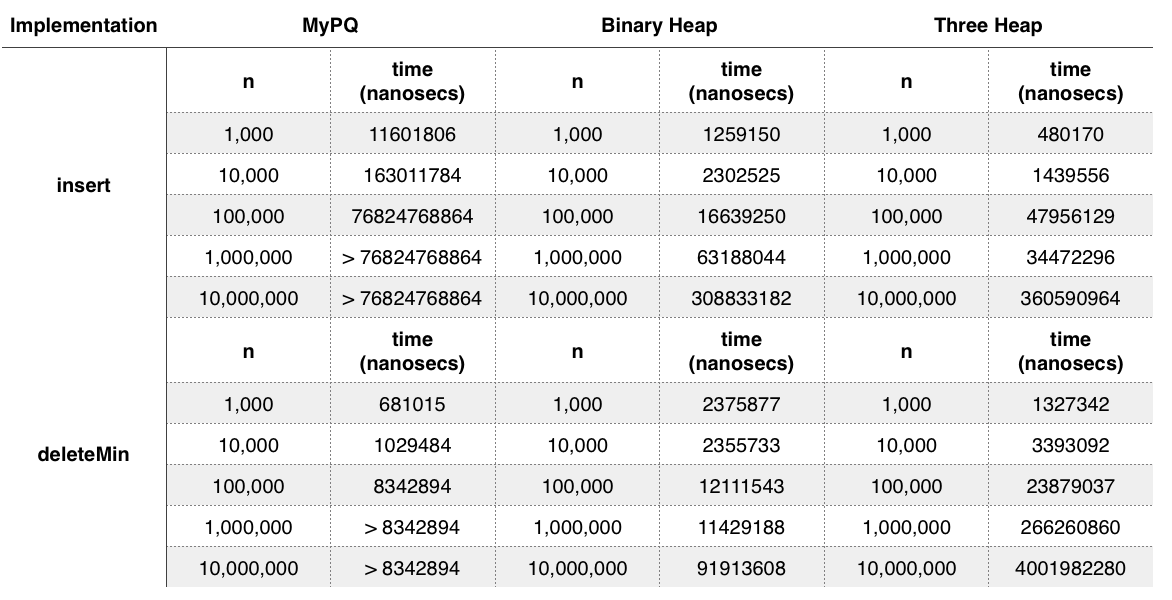 Implementation MyPQ Binary Heap Three Heap
n time (nanosecs) n time (nanosecs) n time (nanosecs)
1,000 11601806 1,000 1259150 1,000 480170
10,000 163011784 10,000 2302525 10,000 1439556
insert
100,000 76824768864 100,000 16639250 100,000 47956129
1,000,000 > 76824768864 1,000,000 63188044 1,000,000 34472296
10,000,000 > 76824768864 10,000,000 308833182 10,000,000 360590964
n time (nanosecs) n time (nanosecs) n time (nanosecs)
1,000 681015 1,000 2375877 1,000 1327342
10,000 1029484 10,000 2355733 10,000 3393092
deleteMin
100,000 8342894 100,000 12111543 100,000 23879037
1,000,000 > 8342894 1,000,000 11429188 1,000,000 266260860
10,000,000 > 8342894 10,000,000 91913608 10,000,000 4001982280